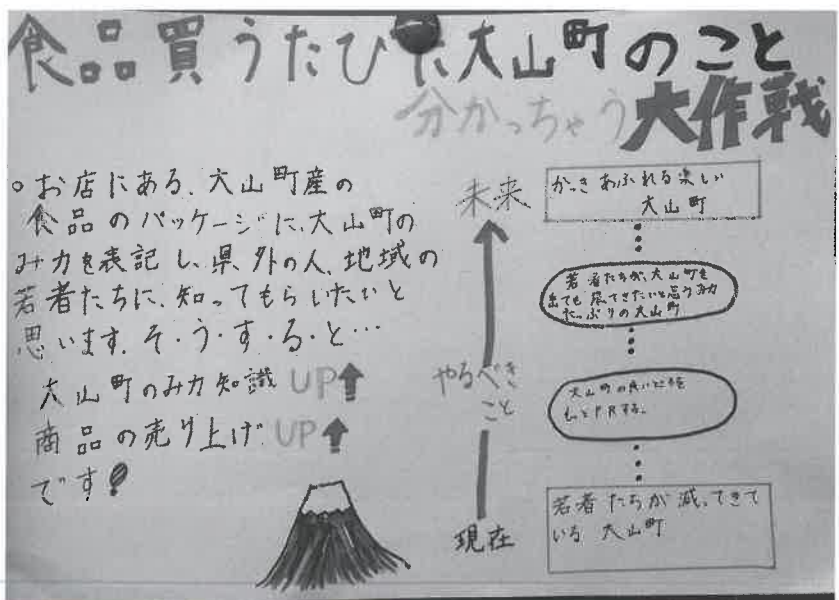 食品買うたびに大山町のこと
分かっちゃう大作戦
○お店にある、大山町産の
食品のパッケージに、大山町の
み力を表記し、県外の人、地域の
若者たちに、知ってもらいたいと
思います。そ・う・す・る・と…
大山町のみ力知識 UP↑
商品の売り上げ UP↑
です!
未来
やるべき
こと
現在
かっきあふれる楽しい
大山町
若者たちが、大山町を
出ても戻てきたいと思うみ力
たっぷりの大山町
大山町の良いところを
もっとPRする。
若者たちが減ってきて
いる大山町